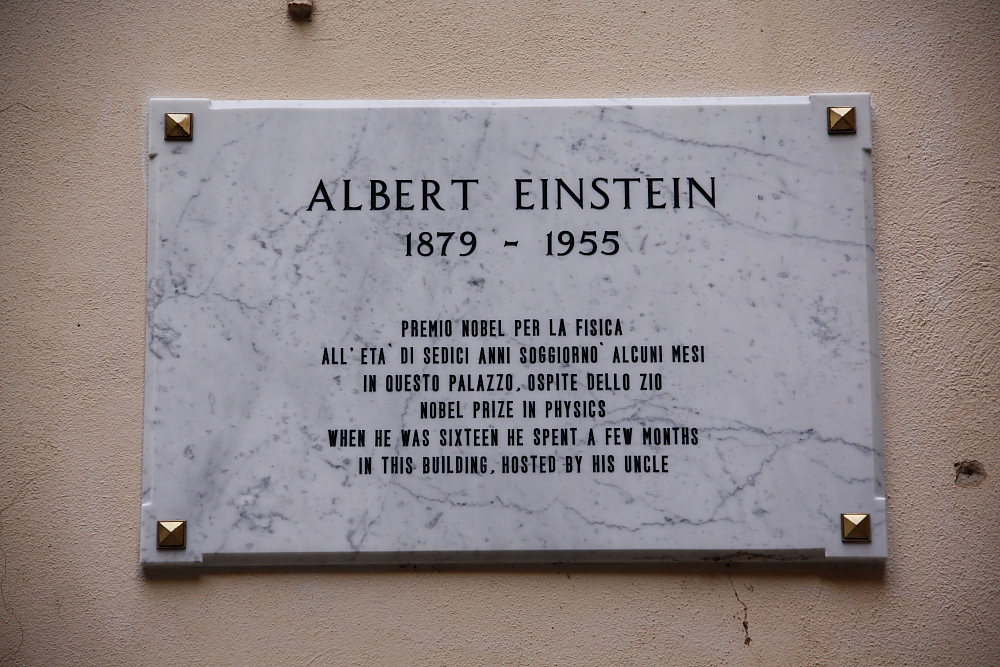 ALBERT EINSTEIN
1879 - 1955
PREMIO NOBEL PER LA FISICA
ALL'ETA' DI SEDICI ANNI SOGGIORNO' ALCUNI MESI
IN QUESTO PALAZZO, OSPITE DELLO ZIO
NOBEL PRIZE IN PHYSICS
WHEN HE WAS SIXTEEN HE SPENT A FEW MONTHS
IN THIS BUILDING, HOSTED BY HIS UNCLE